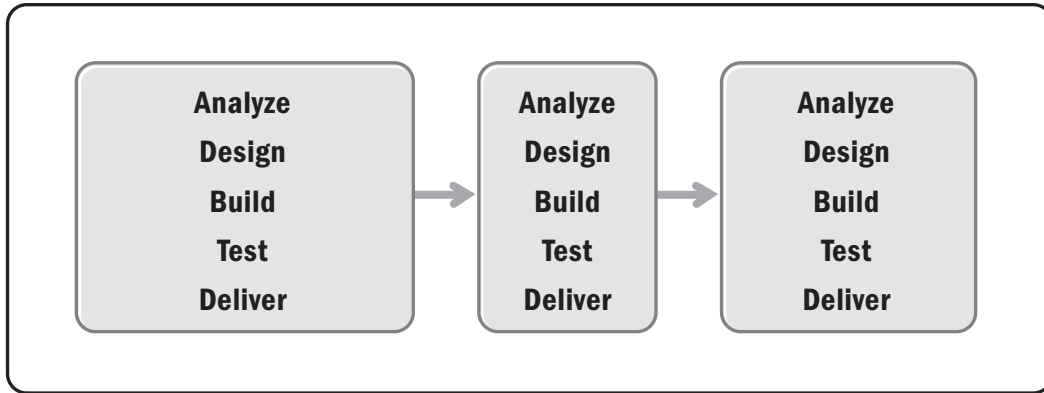 Analyze
Design
Build
Test
Deliver
Analyze
Design
Build
Test
Deliver
Analyze
Design
Build
Test
Deliver